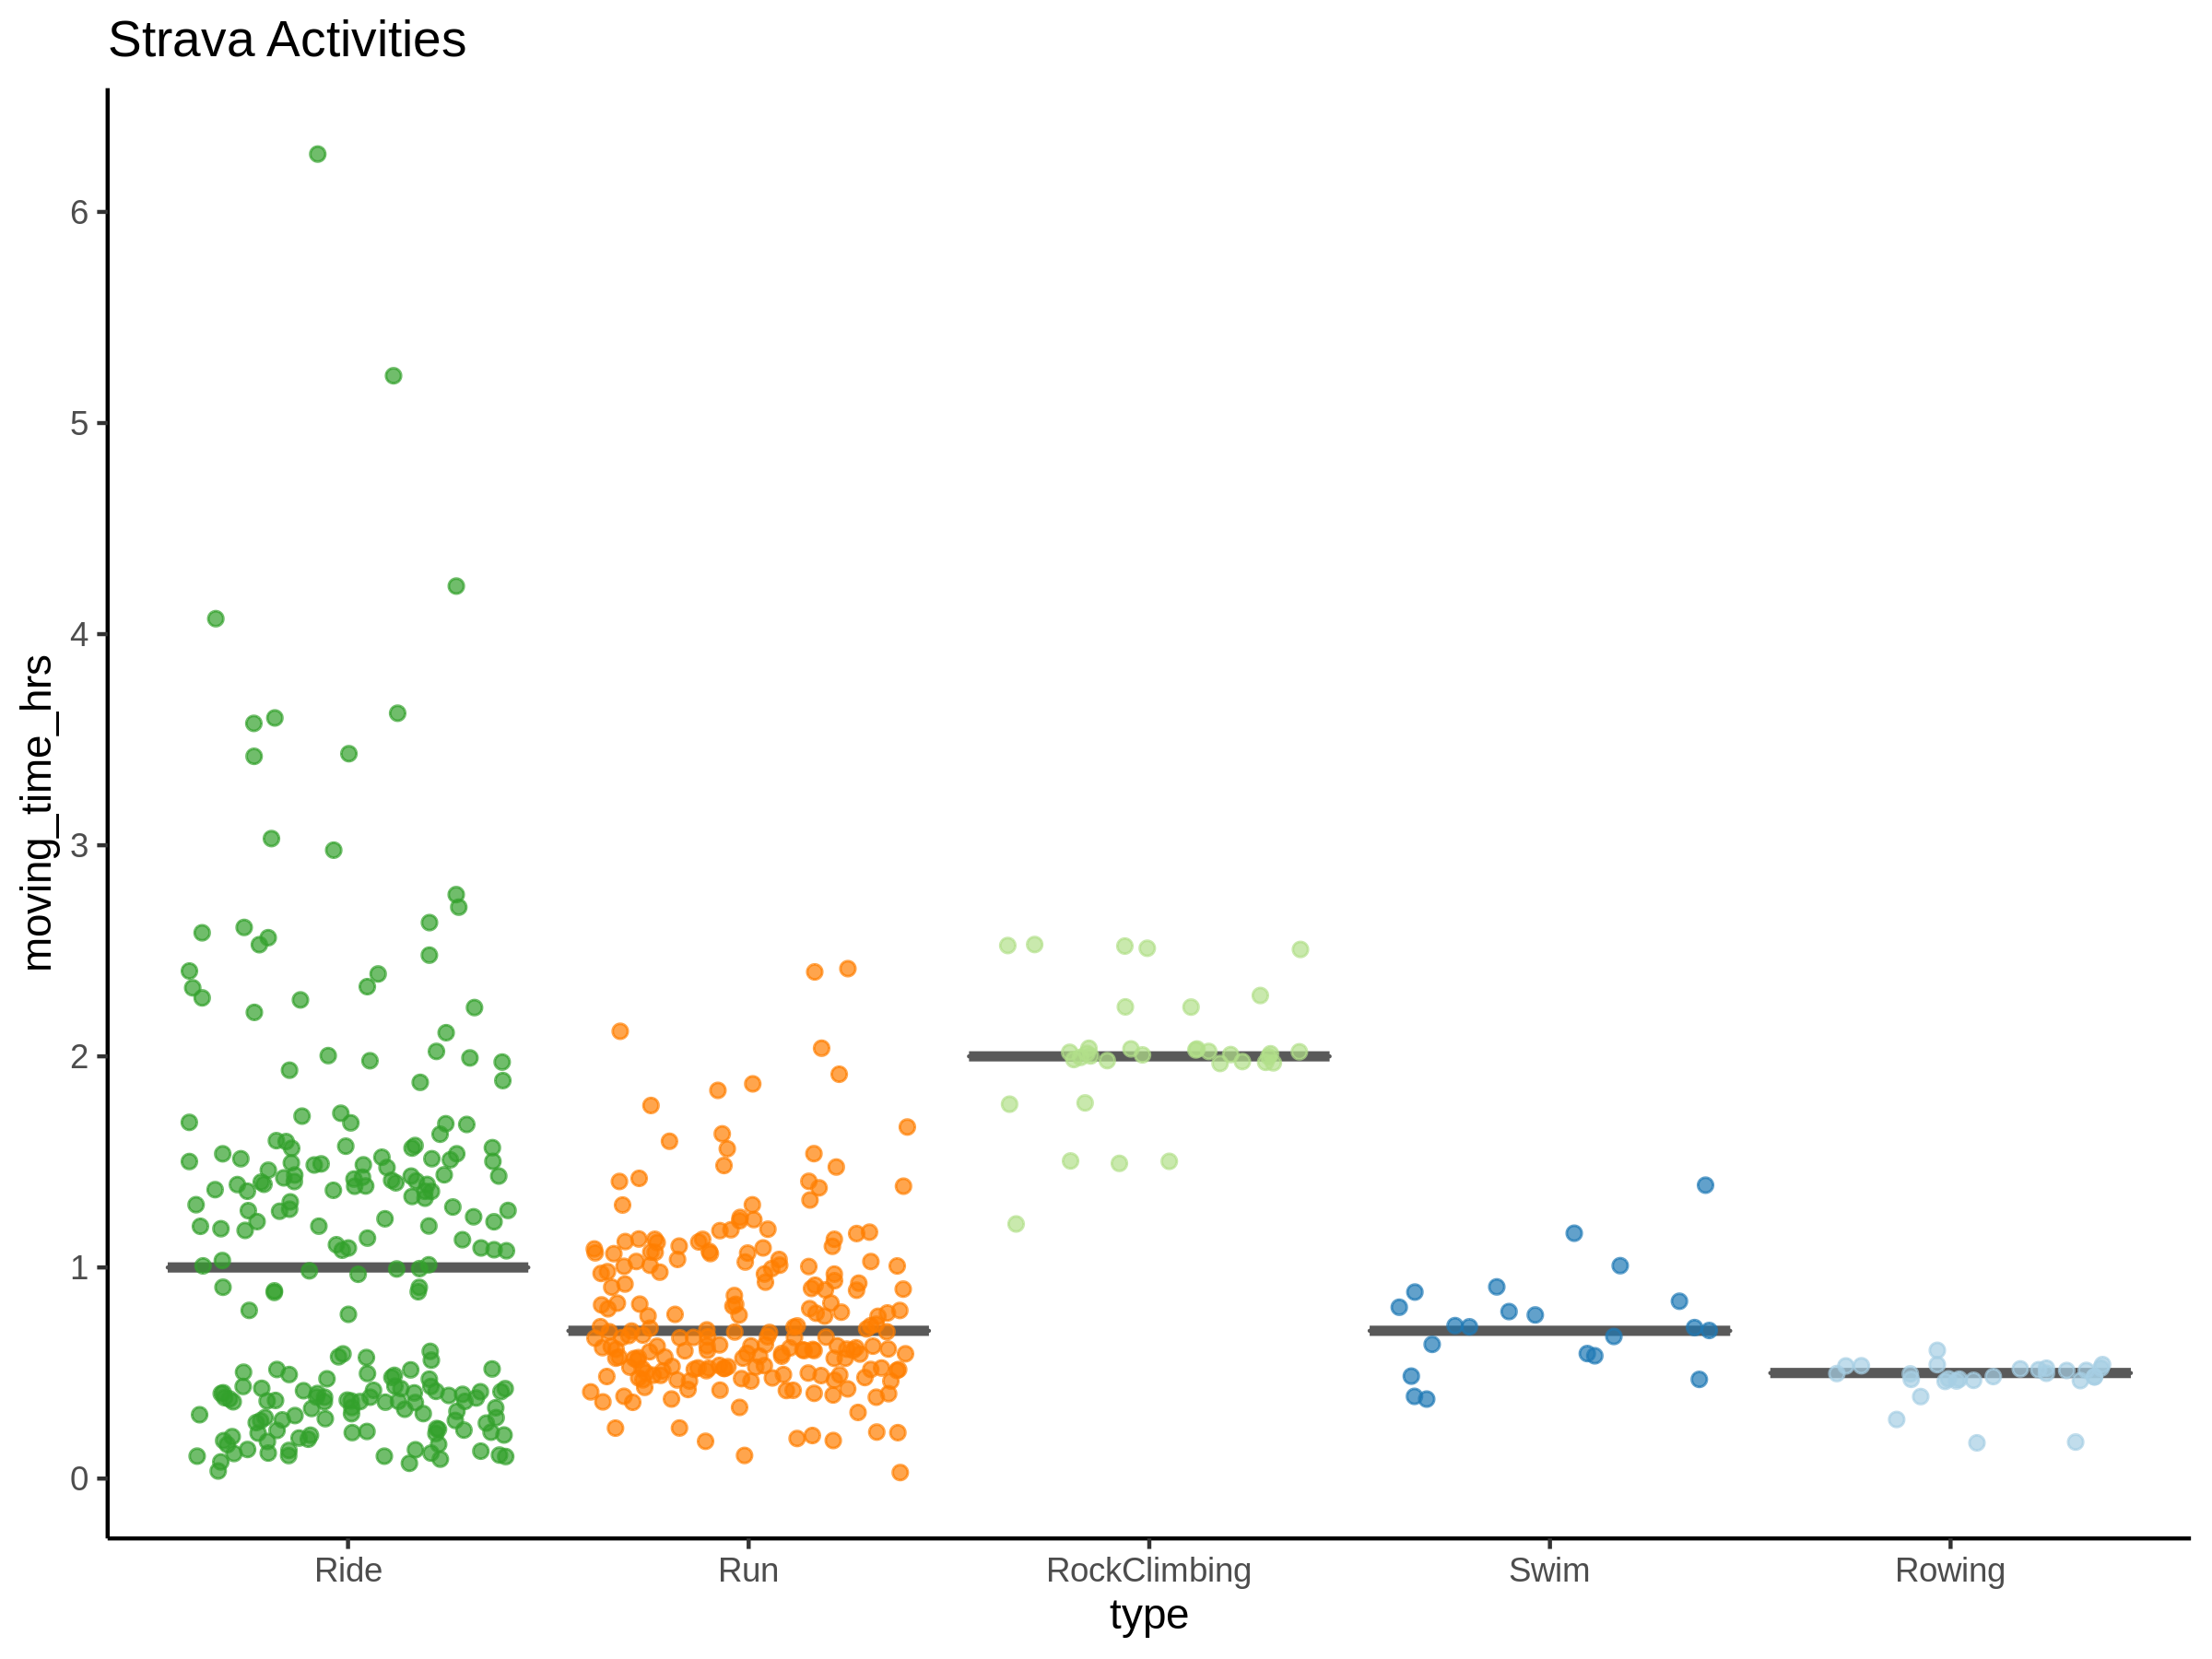 Strava Activities
moving_time_hrs
6
5
4
3
2
1
0
Ride Run RockClimbing Swim Rowing
type